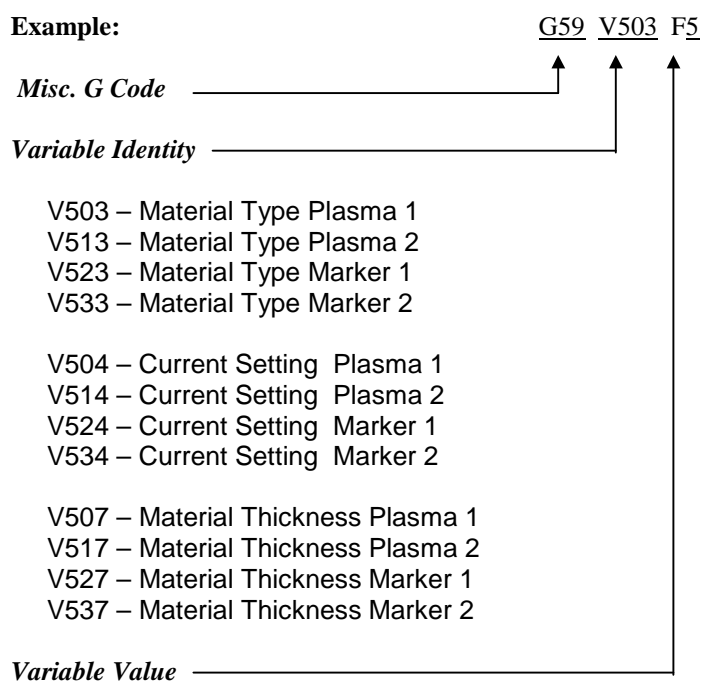 Example: G59 V503 F5
Misc. G Code
Variable Identity
V503 – Material Type Plasma 1
V513 – Material Type Plasma 2
V523 – Material Type Marker 1
V533 – Material Type Marker 2
V504 – Current Setting Plasma 1
V514 – Current Setting Plasma 2
V524 – Current Setting Marker 1
V534 – Current Setting Marker 2
V507 – Material Thickness Plasma 1
V517 – Material Thickness Plasma 2
V527 – Material Thickness Marker 1
V537 – Material Thickness Marker 2
Variable Value